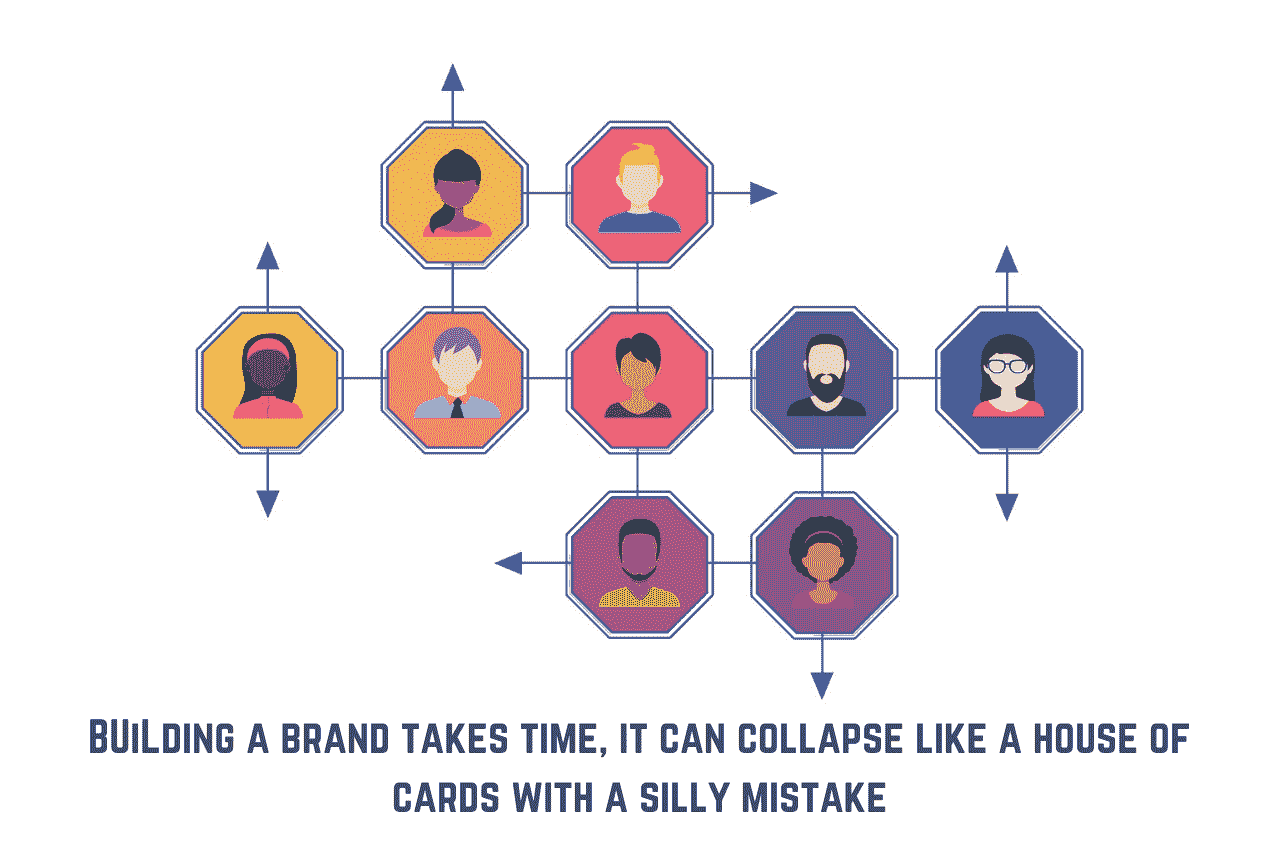 BUILDING A BRAND TAKES TIME, IT CAN COLLAPSE LIKE A HOUSE OF
CARDS WITH A SILLY MISTAKE